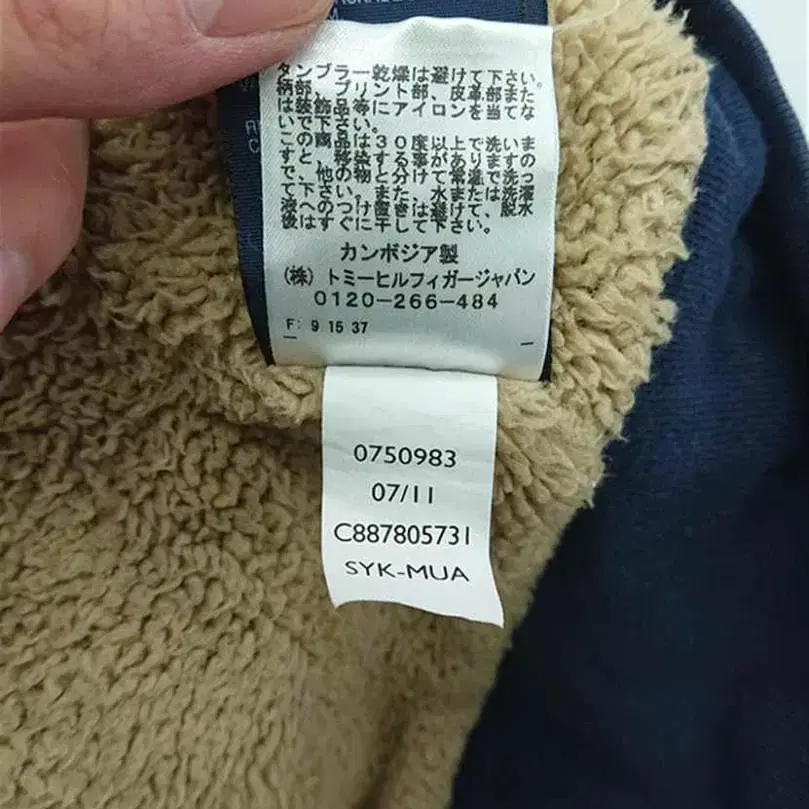 タンブラー乾燥は避けて下さい。
柄部、プリント部、皮革部また
は装飾品等にアイロンを当てな
いで下さい。
この商品は３０度以上で洗いま
すと、移染する事がありますの
で、他の物と分けて常温で洗っ
て下さい。また、水または洗濯
液へのつけ置きは避けて、脱水
後はすぐに干して下さい。
カンボジア製
(株) トミーヒルフィガージャパン
0120-266-484
F: 9 15 37
0750983
07/11
C887805731
SYK-MUA